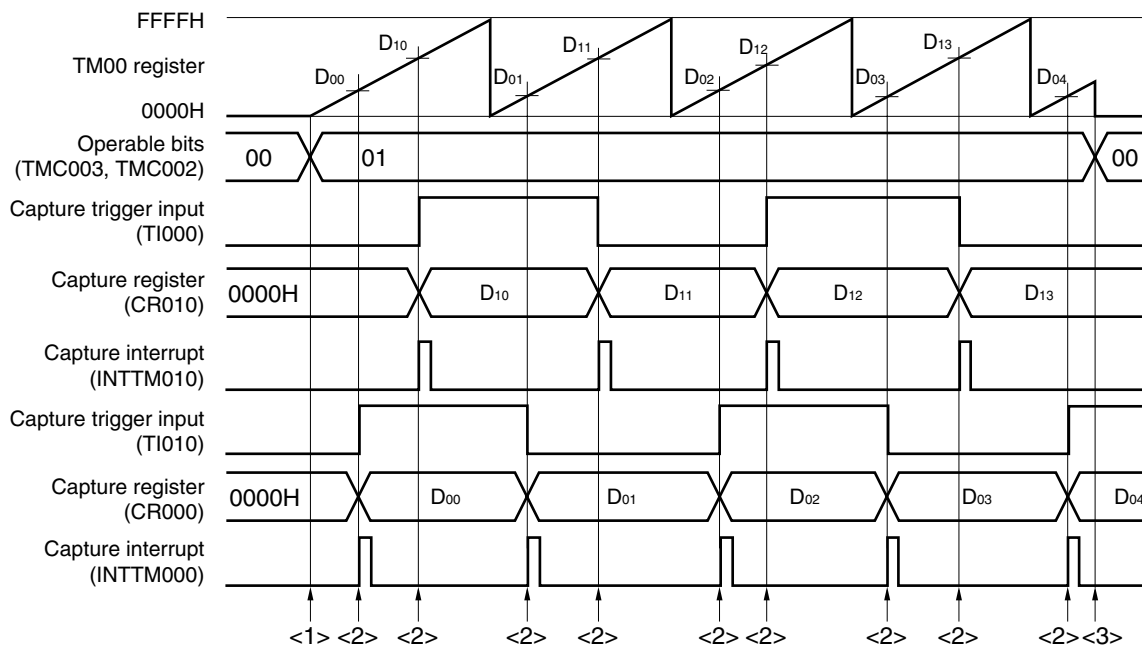 FFFFH
TM00 register
0000H
D00
D10
D01
D11
D02
D12
D03
D13
D04
Operable bits
(TMC003, TMC002)
00
01
00
Capture trigger input
(TI000)
Capture register
(CR010)
0000H
D10
D11
D12
D13
Capture interrupt
(INTTM010)
Capture trigger input
(TI010)
Capture register
(CR000)
0000H
D00
D01
D02
D03
D04
Capture interrupt
(INTTM000)
<1> <2> <2> <2> <2> <2> <2> <2> <2> <2> <3>